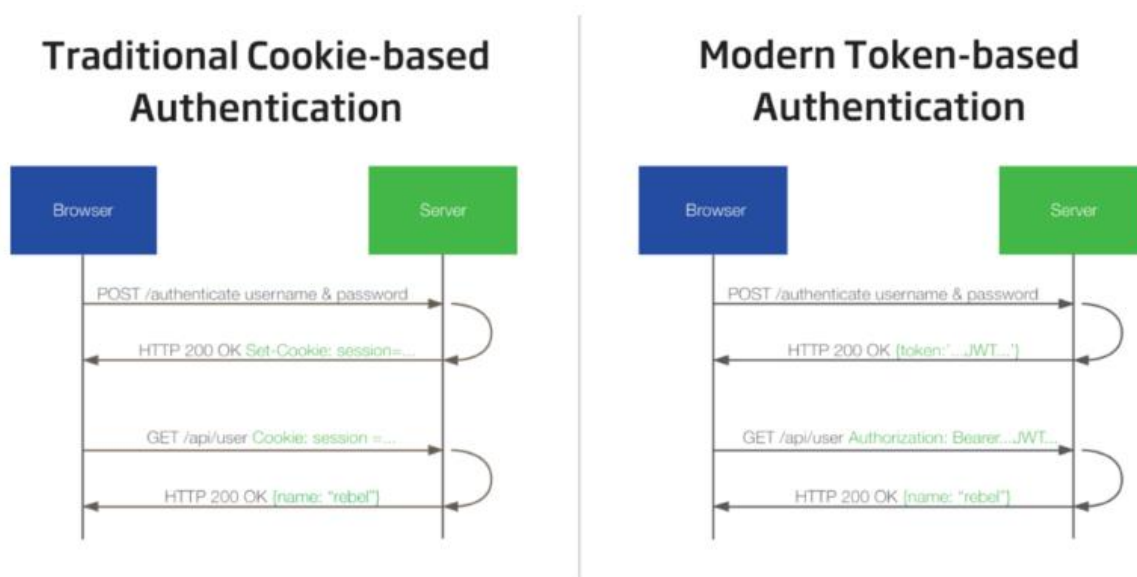 Traditional Cookie-based
Authentication
Browser
Server
POST /authenticate username & password
HTTP 200 OK Set-Cookie: session=...
GET /api/user Cookie: session =...
HTTP 200 OK {name: “rebel”}
Modern Token-based
Authentication
Browser
Server
POST /authenticate username & password
HTTP 200 OK {token:’...JWT...’}
GET /api/user Authorization: Bearer...JWT...
HTTP 200 OK {name: “rebel”}